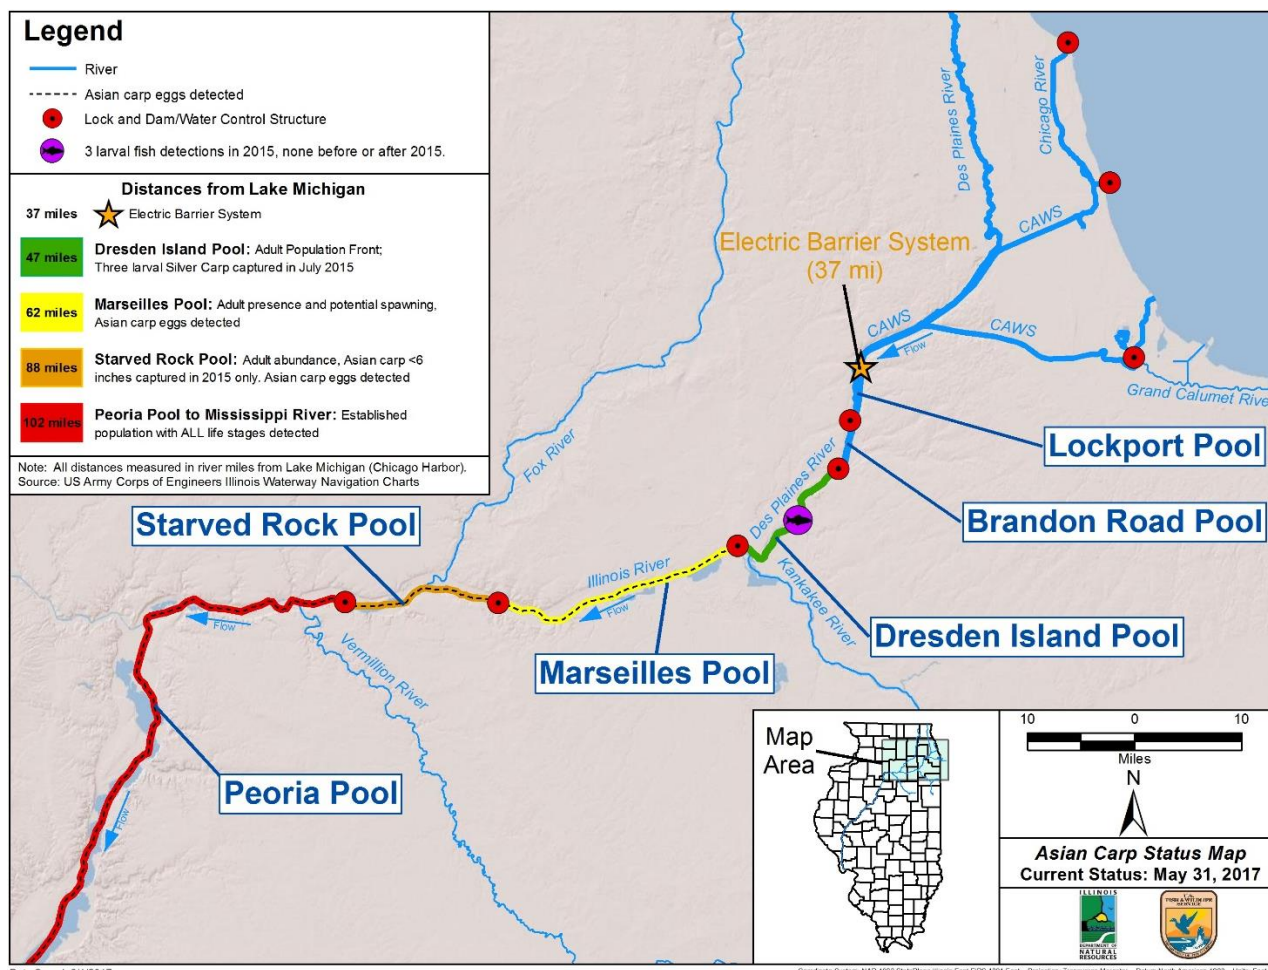 Legend
River
Asian carp eggs detected
Lock and Dam/Water Control Structure
3 larval fish detections in 2015, none before or after 2015.
Distances from Lake Michigan
37 miles Electric Barrier System
47 miles Dresden Island Pool: Adult Population Front;
Three larval Silver Carp captured in July 2015
62 miles Marseilles Pool: Adult presence and potential spawning,
Asian carp eggs detected
88 miles Starved Rock Pool: Adult abundance, Asian carp <6
inches captured in 2015 only. Asian carp eggs detected
102 miles Peoria Pool to Mississippi River: Established
population with ALL life stages detected
Note: All distances measured in river miles from Lake Michigan (Chicago Harbor).
Source: US Army Corps of Engineers Illinois Waterway Navigation Charts
Des Plaines River
Chicago River
CAWS
Electric Barrier System
(37 mi)
CAWS
Flow
CAWS
Grand Calumet River
Lockport Pool
Brandon Road Pool
Fox River
Des Plaines River
Starved Rock Pool
Illinois River
Flow
Kankakee River
Dresden Island Pool
Marseilles Pool
Flow
Vermillion River
Peoria Pool
Flow
Map
Area
10 0 10
Miles
N
Asian Carp Status Map
Current Status: May 31, 2017
ILLINOIS
DEPARTMENT OF
NATURAL
RESOURCES
U.S.
FISH & WILDLIFE
SERVICE